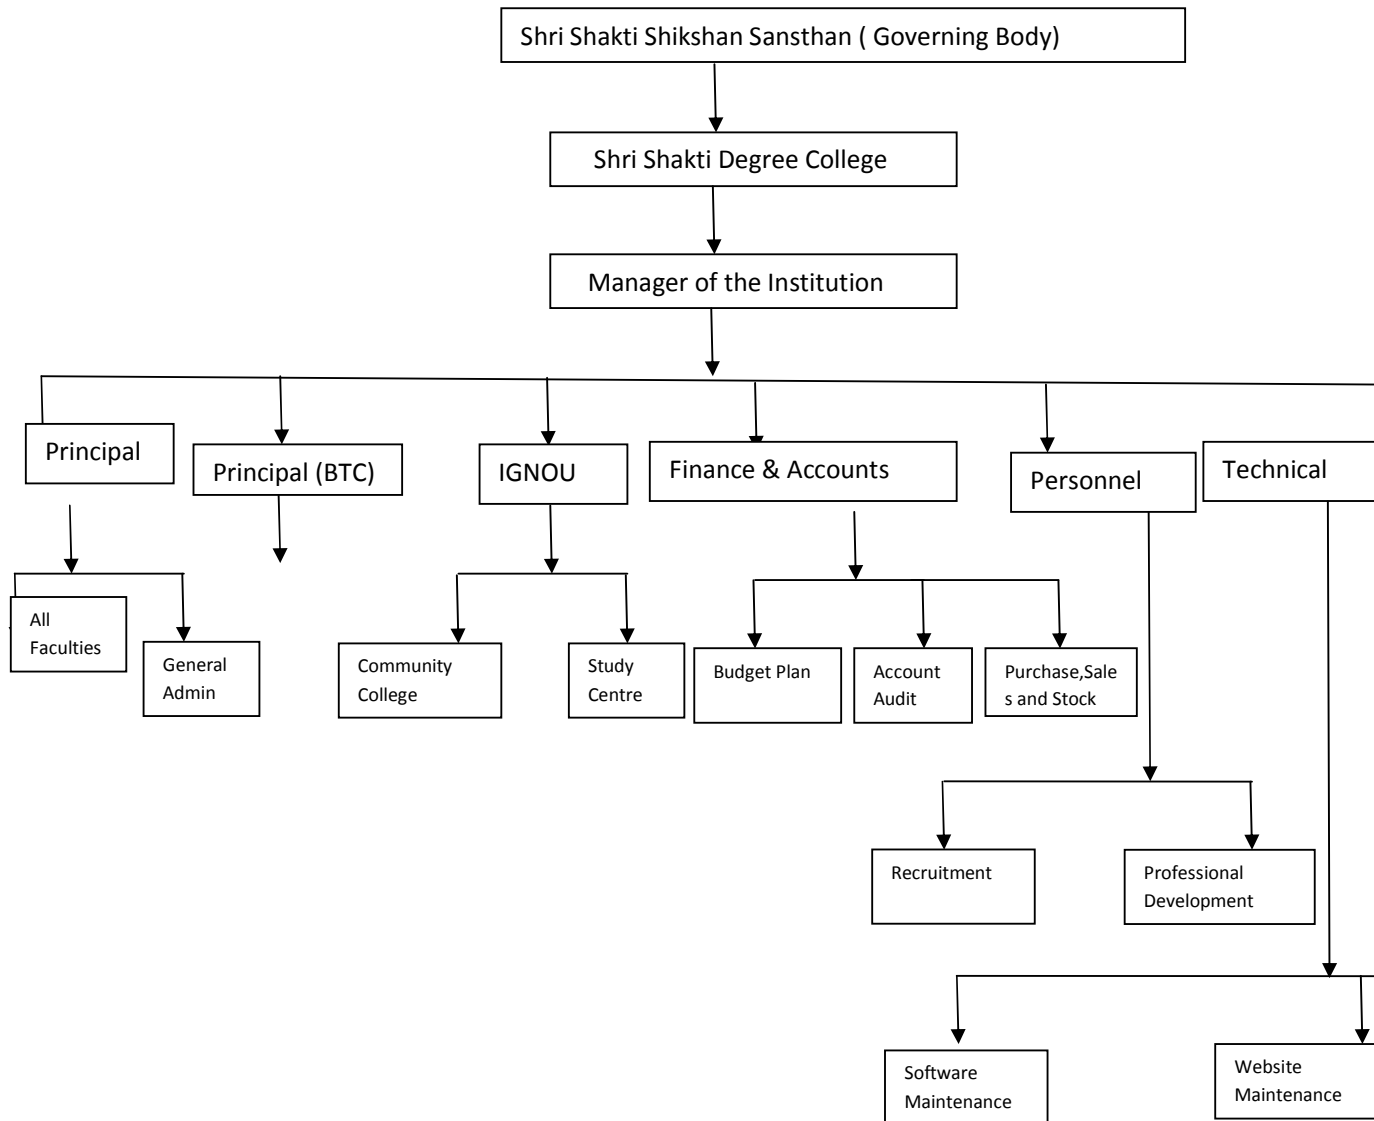 Shri Shakti Shikshan Sansthan ( Governing Body)
Shri Shakti Degree College
Manager of the Institution
Principal
Principal (BTC)
IGNOU
Finance & Accounts
Personnel
Technical
All
Faculties
General
Admin
Community
College
Study
Centre
Budget Plan
Account
Audit
Purchase,Sale
s and Stock
Recruitment
Professional
Development
Software
Maintenance
Website
Maintenance